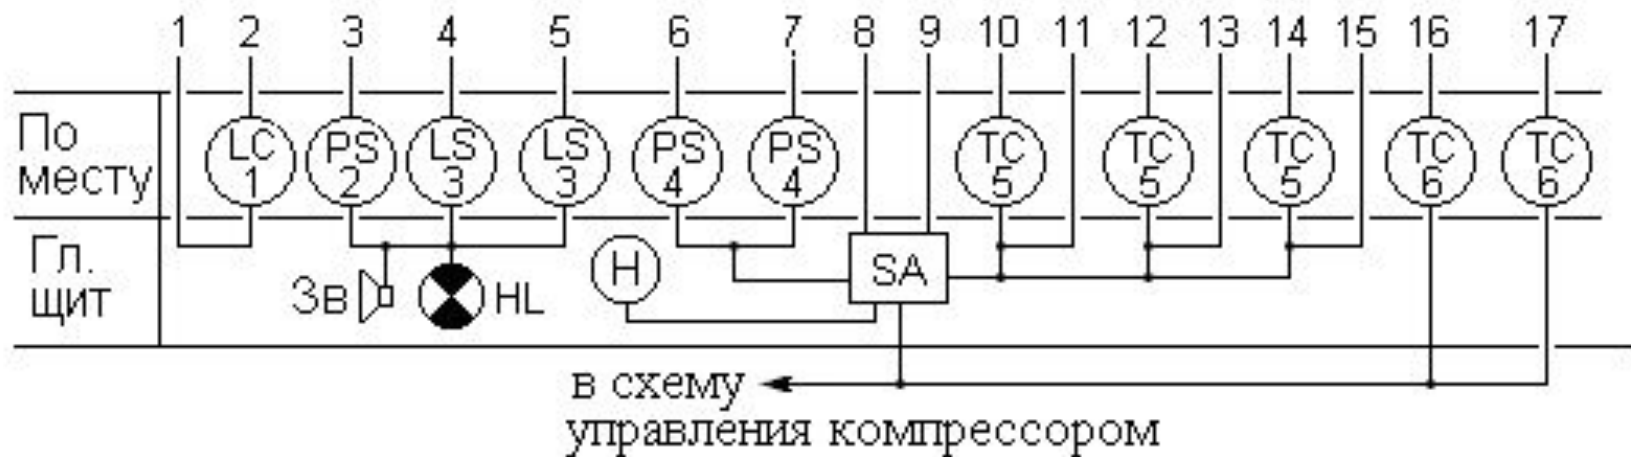 1 2 3 4 5 6 7 8 9 10 11 12 13 14 15 16 17
По
месту
LC
1
PS
2
LS
3
LS
3
PS
4
PS
4
TC
5
TC
5
TC
5
TC
6
TC
6
Гл.
щит
Зв
HL
H
SA
в схему
управления компрессором